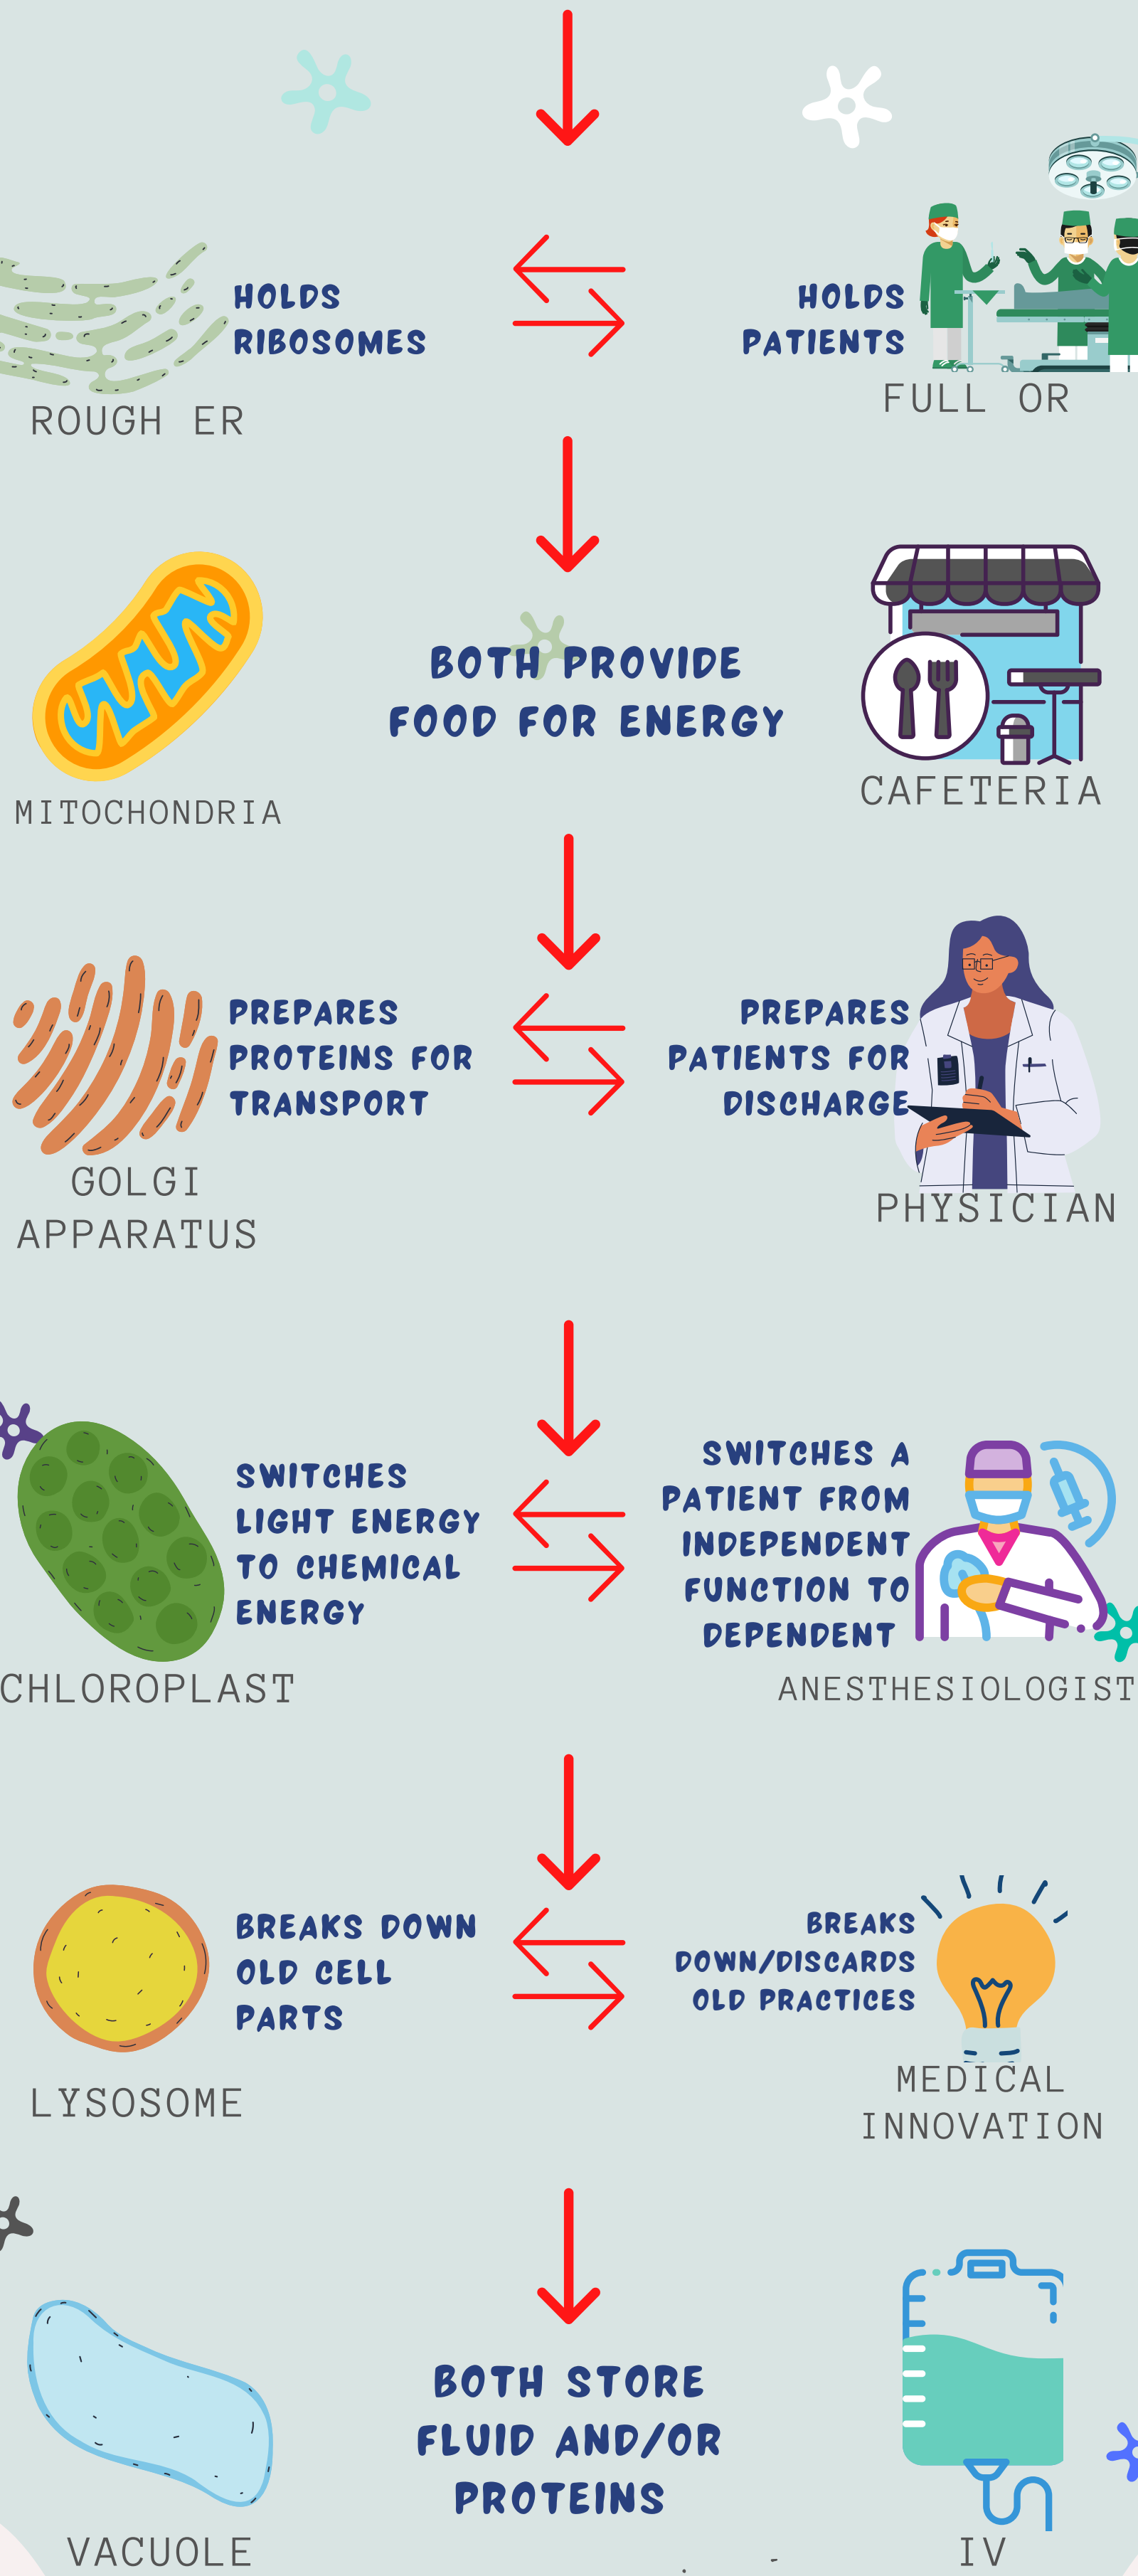 HOLDS
RIBOSOMES
HOLDS
PATIENTS
ROUGH ER
FULL OR
BOTH PROVIDE
FOOD FOR ENERGY
MITOCHONDRIA
CAFETERIA
PREPARES
PROTEINS FOR
TRANSPORT
PREPARES
PATIENTS FOR
DISCHARGE
GOLGI
APPARATUS
PHYSICIAN
SWITCHES
LIGHT ENERGY
TO CHEMICAL
ENERGY
SWITCHES A
PATIENT FROM
INDEPENDENT
FUNCTION TO
DEPENDENT
CHLOROPLAST
ANESTHESIOLOGIST
BREAKS DOWN
OLD CELL
PARTS
BREAKS
DOWN/DISCARDS
OLD PRACTICES
LYSOSOME
MEDICAL
INNOVATION
BOTH STORE
FLUID AND/OR
PROTEINS
VACUOLE
IV